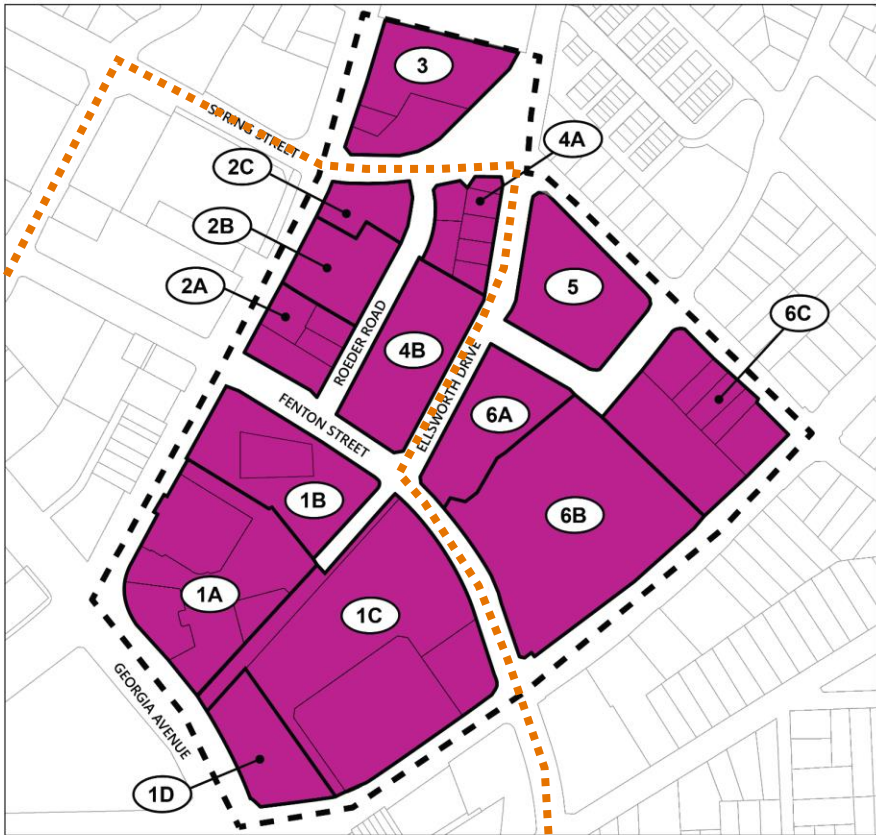 3
SPRING STREET
4A
2C
2B
2A
5
6C
ROEDER ROAD
4B
ELLSWORTH DRIVE
FENTON STREET
6A
1B
6B
1A
1C
GEORGIA AVENUE
1D